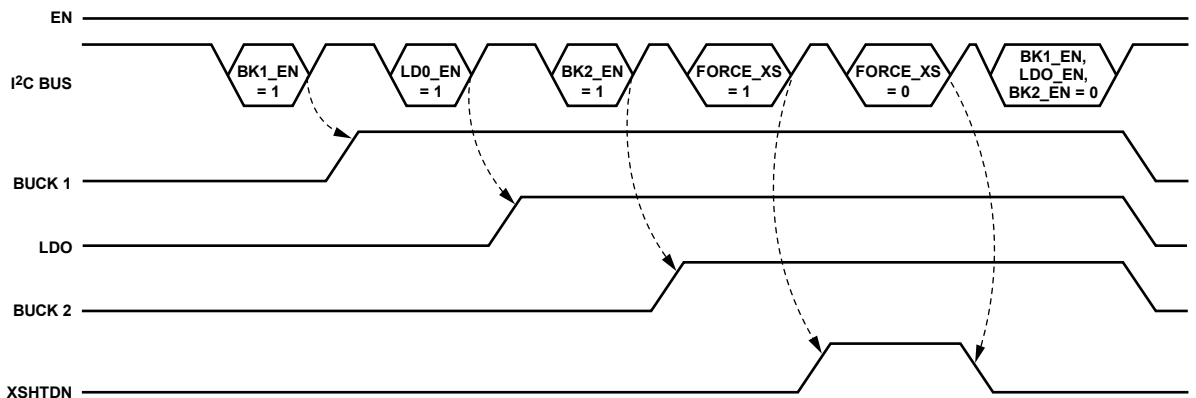 EN
I²C BUS
BK1_EN
= 1
LD0_EN
= 1
BK2_EN
= 1
FORCE_XS
= 1
FORCE_XS
= 0
BK1_EN,
LDO_EN,
BK2_EN = 0
BUCK 1
LDO
BUCK 2
XSHTDN